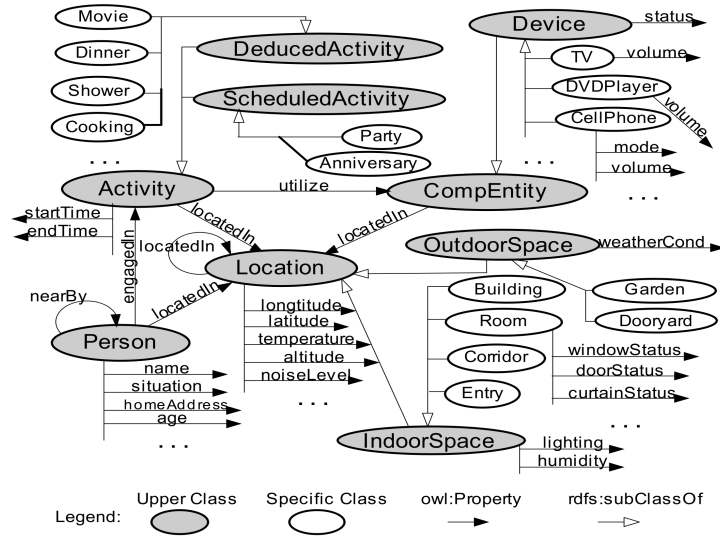 Movie
Dinner
Shower
Cooking
. . .
DeducedActivity
ScheduledActivity
Party
Anniversary
Device
status
TV
volume
DVDPlayer
volume
CellPhone
mode
volume
. . .
. . .
Activity
utilize
CompEntity
startTime
endTime
locatedIn
locatedIn
locatedIn
engagedIn
Location
OutdoorSpace
weatherCond
nearBy
locatedIn
Person
name
situation
homeAddress
age
. . .
longtitude
latitude
temperature
altitude
noiseLevel
. . .
Building
Room
Corridor
Entry
Garden
Dooryard
windowStatus
doorStatus
curtainStatus
. . .
IndoorSpace
lighting
humidity
Legend:
Upper Class
Specific Class
owl:Property
rdfs:subClassOf